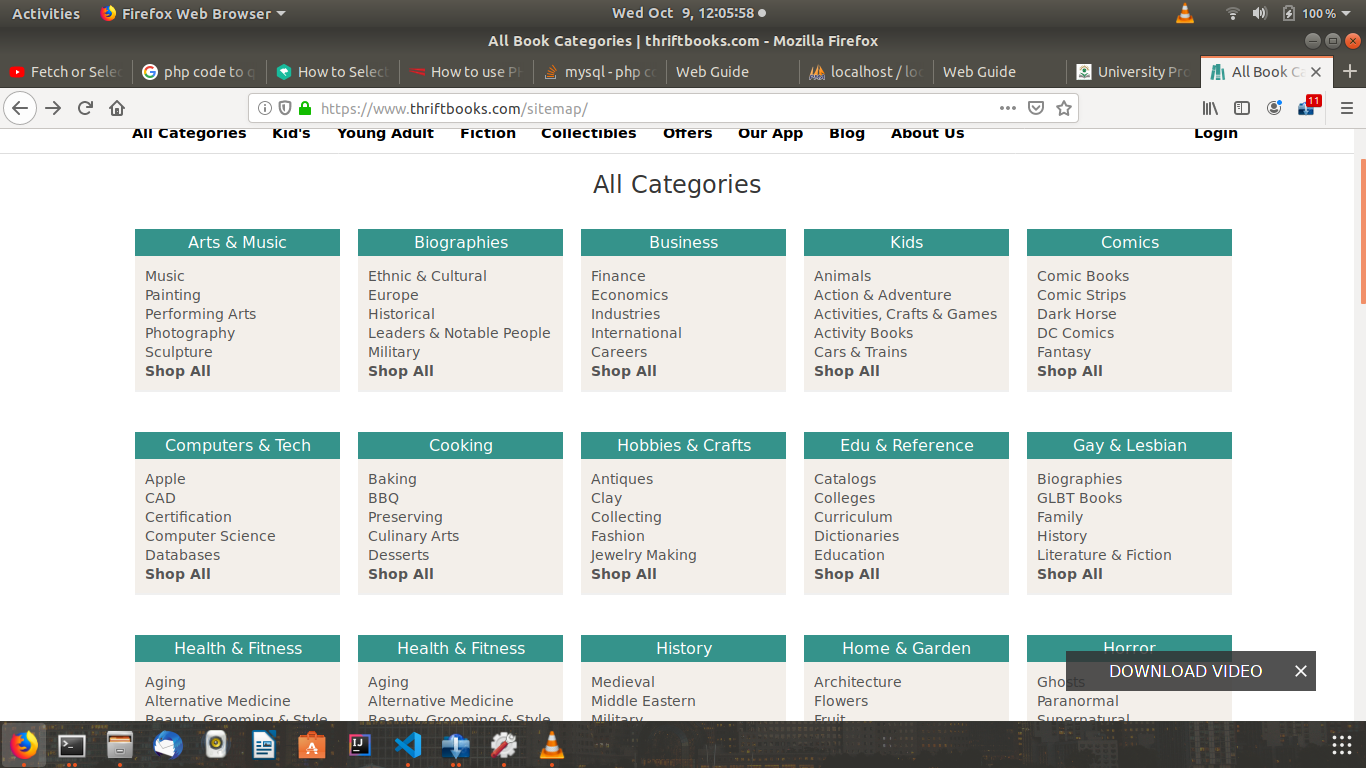 Activities Firefox Web Browser Wed Oct 9, 12:05:58 100 %
All Book Categories | thriftbooks.com - Mozilla Firefox
Fetch or Selec php code to q How to Select How to use PH mysql - php co Web Guide localhost / loc Web Guide University Pro All Book Ca
https://www.thriftbooks.com/sitemap/ 11
All Categories Kid's Young Adult Fiction Collectibles Offers Our App Blog About Us Login
All Categories
Arts & Music
Music
Painting
Performing Arts
Photography
Sculpture
Shop All
Biographies
Ethnic & Cultural
Europe
Historical
Leaders & Notable People
Military
Shop All
Business
Finance
Economics
Industries
International
Careers
Shop All
Kids
Animals
Action & Adventure
Activities, Crafts & Games
Activity Books
Cars & Trains
Shop All
Comics
Comic Books
Comic Strips
Dark Horse
DC Comics
Fantasy
Shop All
Computers & Tech
Apple
CAD
Certification
Computer Science
Databases
Shop All
Cooking
Baking
BBQ
Preserving
Culinary Arts
Desserts
Shop All
Hobbies & Crafts
Antiques
Clay
Collecting
Fashion
Jewelry Making
Shop All
Edu & Reference
Catalogs
Colleges
Curriculum
Dictionaries
Education
Shop All
Gay & Lesbian
Biographies
GLBT Books
Family
History
Literature & Fiction
Shop All
Health & Fitness
Aging
Alternative Medicine
Beauty, Grooming & Style
Health & Fitness
Aging
Alternative Medicine
Beauty, Grooming & Style
History
Medieval
Middle Eastern
Military
Home & Garden
Architecture
Flowers
Fruit
Horror
Ghosts
Paranormal
Supernatural
DOWNLOAD VIDEO